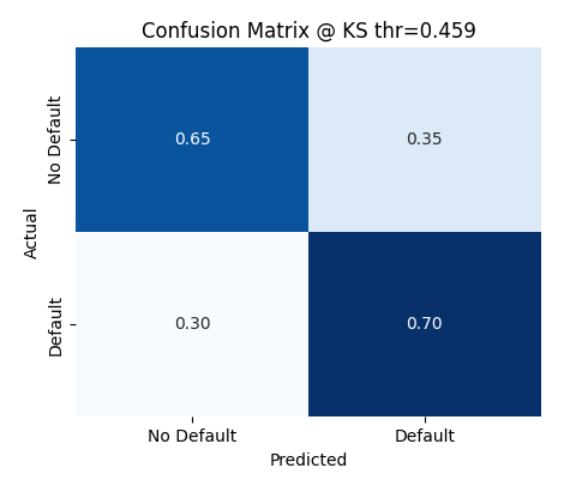 Confusion Matrix @ KS thr=0.459
No Default
0.65
0.35
Actual
Default
0.30
0.70
No Default
Default
Predicted